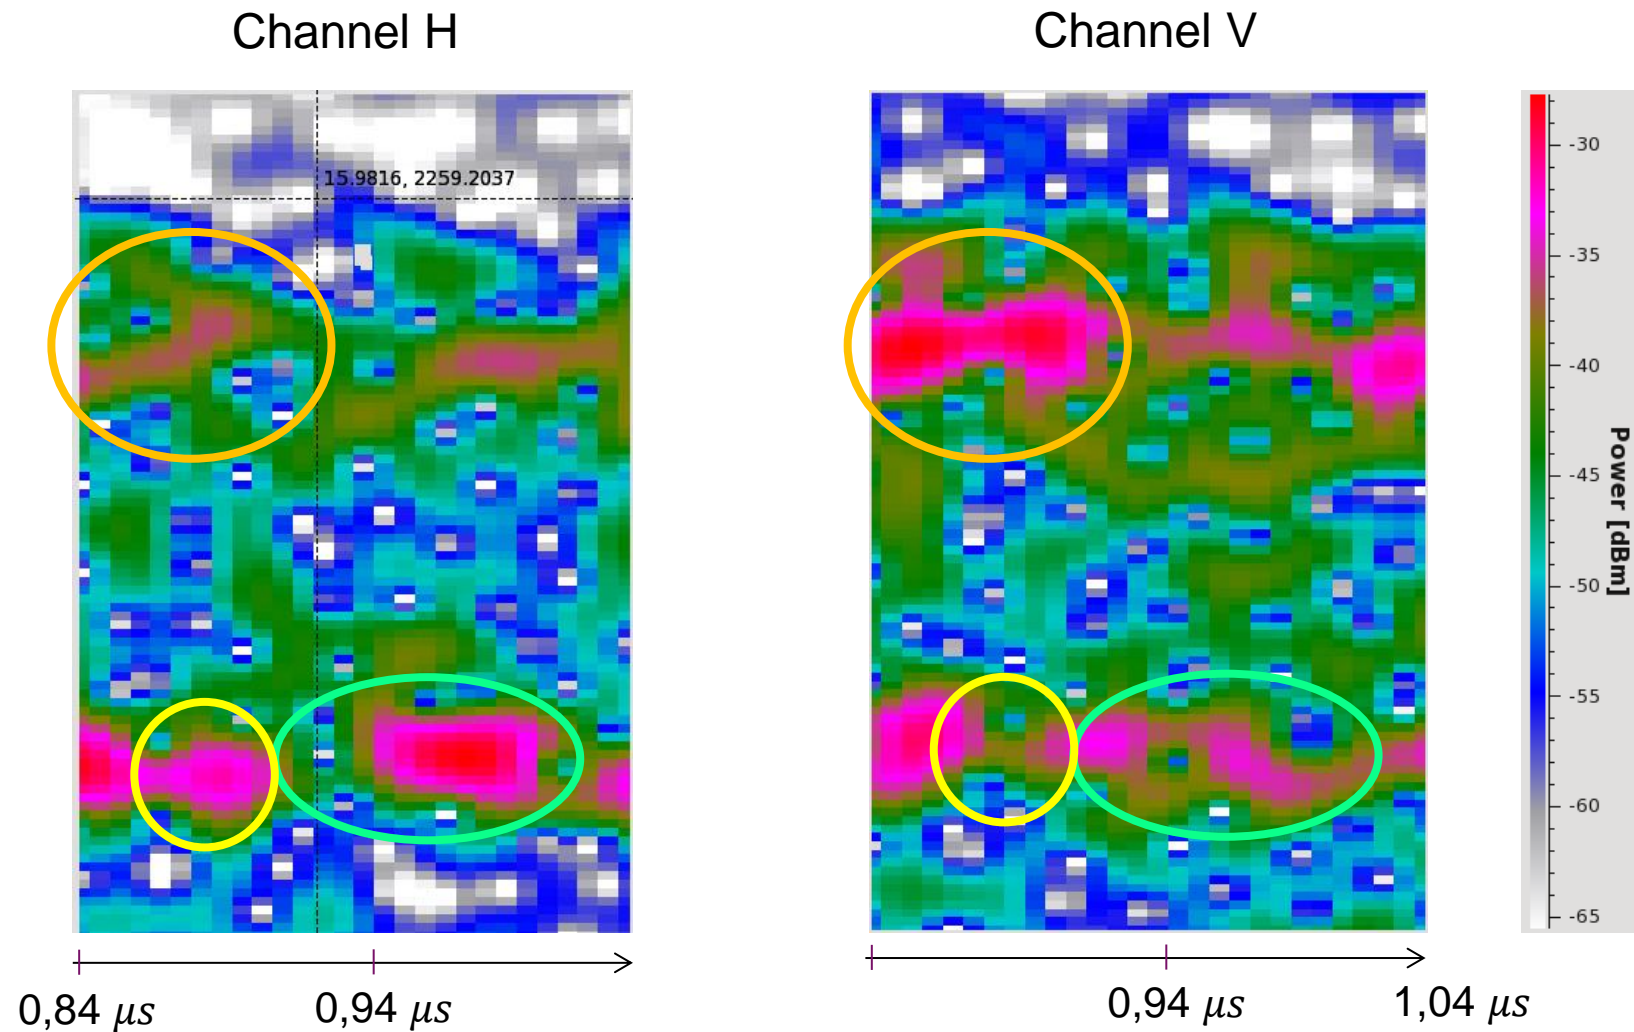 Channel H
Channel V
15.9816, 2259.2037
-30
-35
-40
-45
-50
-55
-60
-65
Power [dBm]
0,84 μs
0,94 μs
0,94 μs
1,04 μs